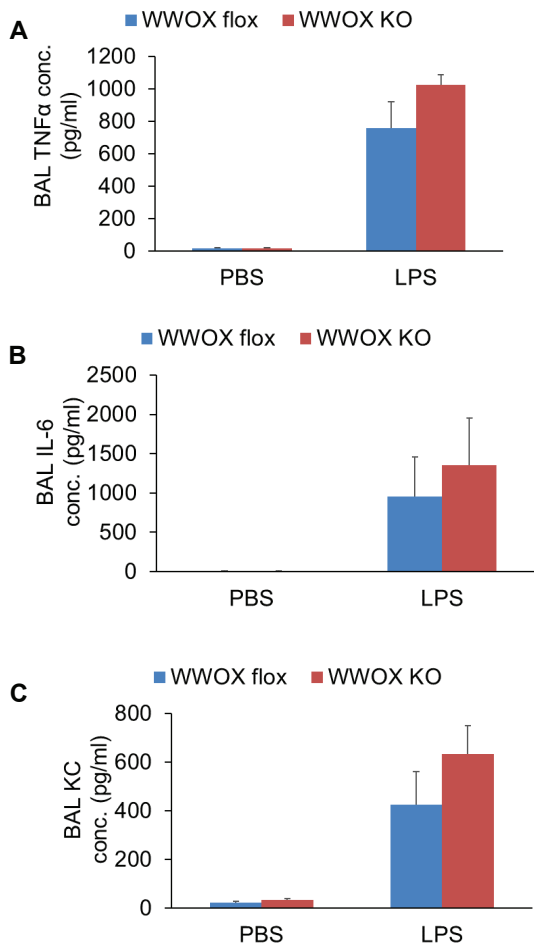 A
WWOX flox WWOX KO
BAL TNFα conc.
(pg/ml)
1200
1000
800
600
400
200
0
PBS LPS
B
WWOX flox WWOX KO
BAL IL-6
conc. (pg/ml)
2500
2000
1500
1000
500
0
PBS LPS
C
WWOX flox WWOX KO
BAL KC
conc. (pg/ml)
800
600
400
200
0
PBS LPS